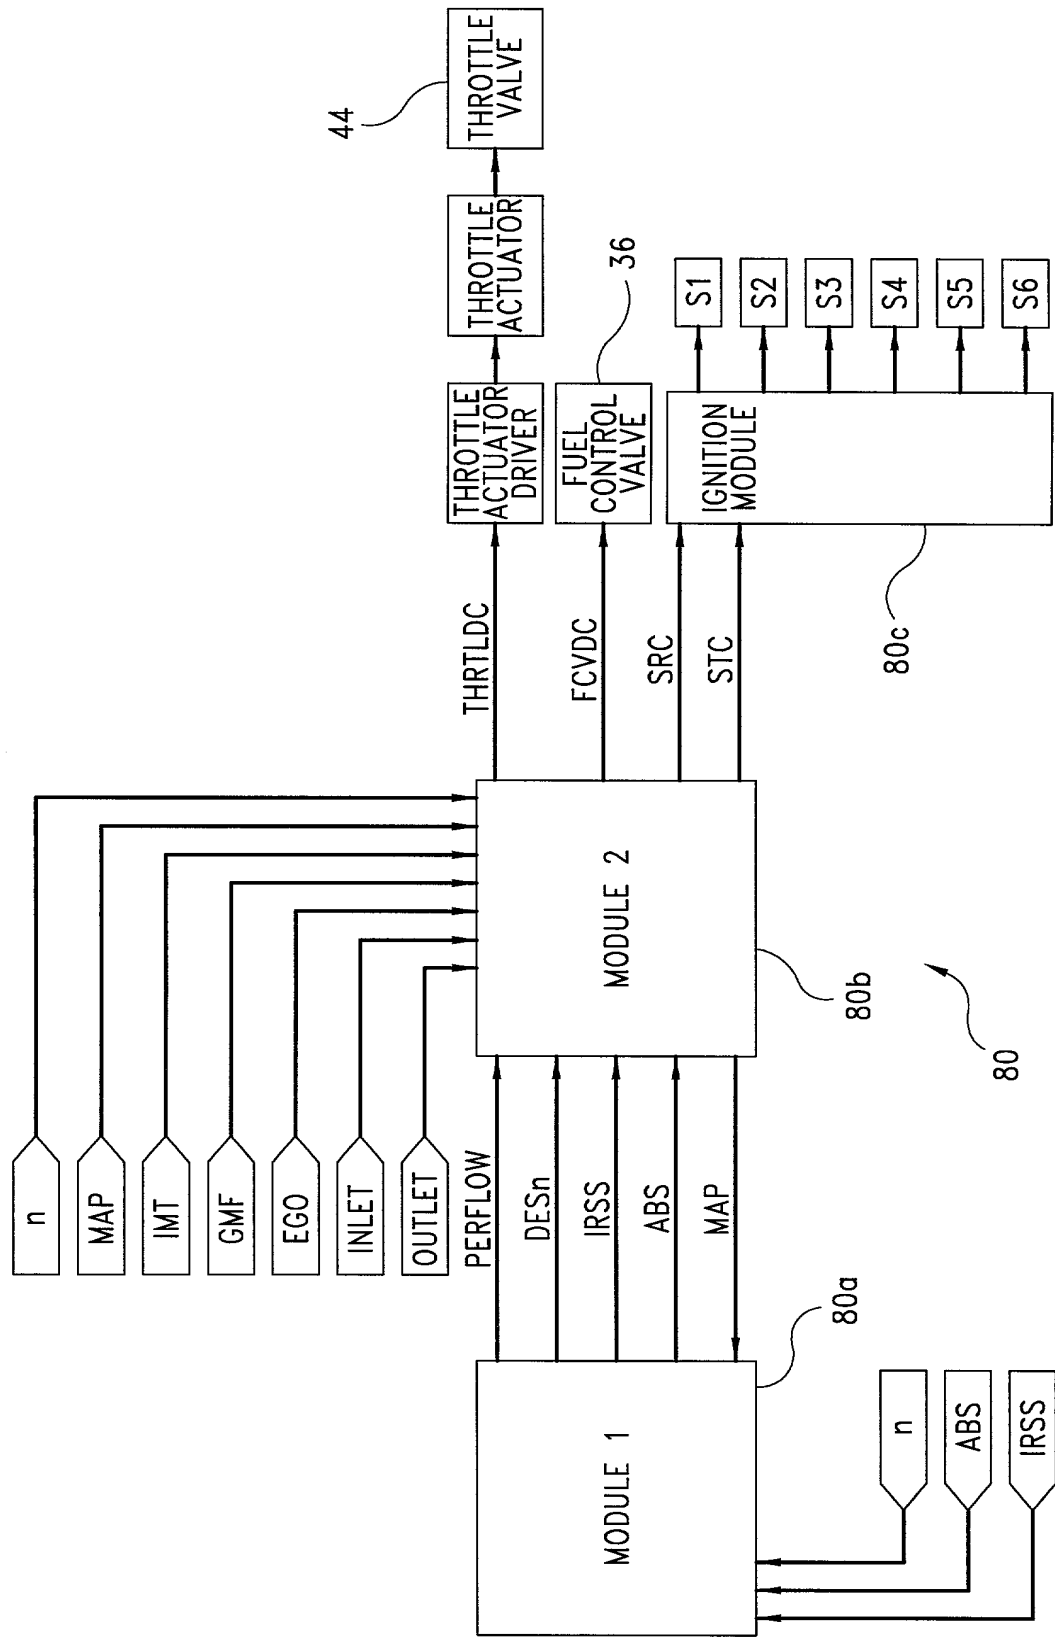 n
MAP
IMT
GMF
EGO
INLET
OUTLET
44
THROTTLE
VALVE
THROTTLE
ACTUATOR
THROTTLE
ACTUATOR
DRIVER
THRTLDC
36
FUEL
CONTROL
VALVE
FCVDC
SRC
STC
IGNITION
MODULE
80c
S1
S2
S3
S4
S5
S6
MODULE 2
80b
80
PERFLOW
DESn
IRSS
ABS
MAP
MODULE 1
80a
n
ABS
IRSS